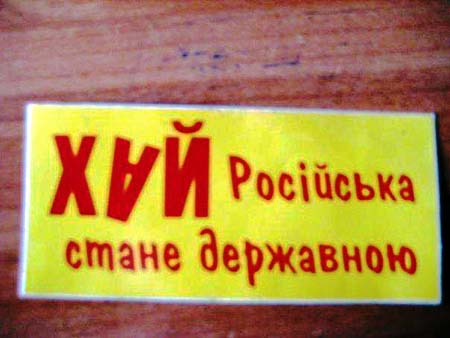 ХАЙ Російська
стане державною